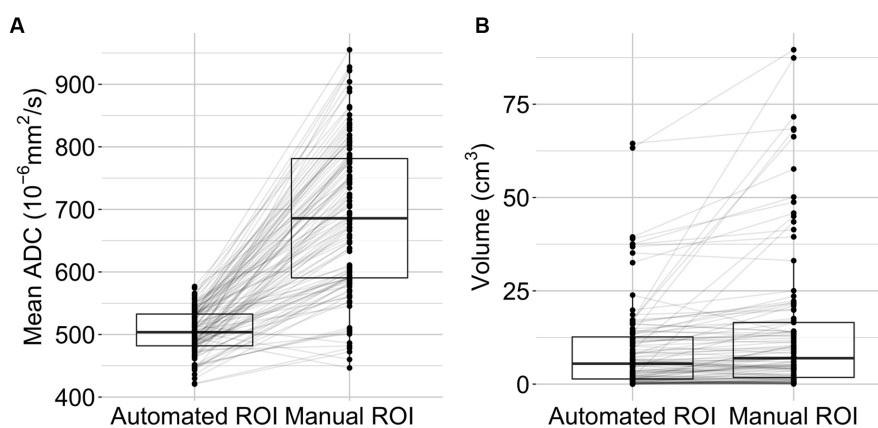 A
Mean ADC (10⁻⁶mm²/s)
900
800
700
600
500
400
Automated ROI Manual ROI
B
Volume (cm³)
75
50
25
0
Automated ROI Manual ROI